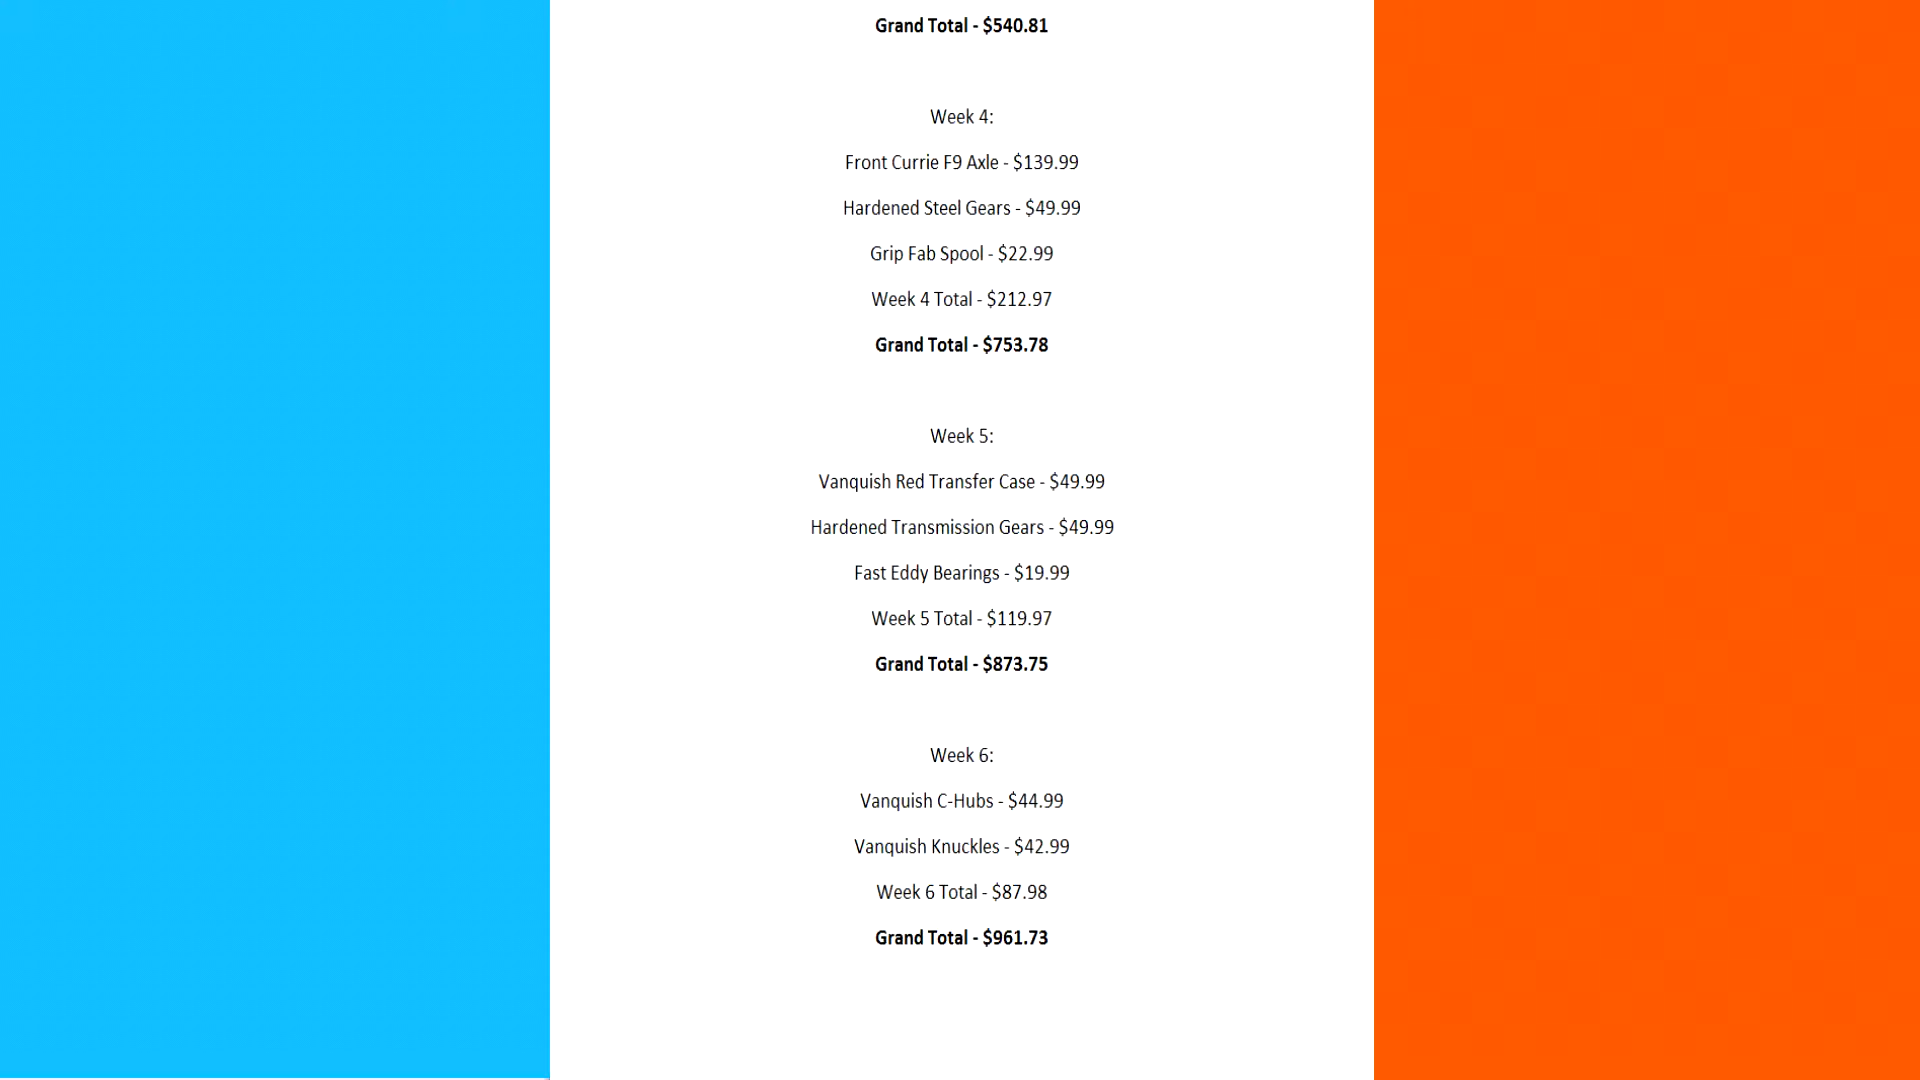 Grand Total - $540.81
Week 4:
Front Currie F9 Axle - $139.99
Hardened Steel Gears - $49.99
Grip Fab Spool - $22.99
Week 4 Total - $212.97
Grand Total - $753.78
Week 5:
Vanquish Red Transfer Case - $49.99
Hardened Transmission Gears - $49.99
Fast Eddy Bearings - $19.99
Week 5 Total - $119.97
Grand Total - $873.75
Week 6:
Vanquish C-Hubs - $44.99
Vanquish Knuckles - $42.99
Week 6 Total - $87.98
Grand Total - $961.73